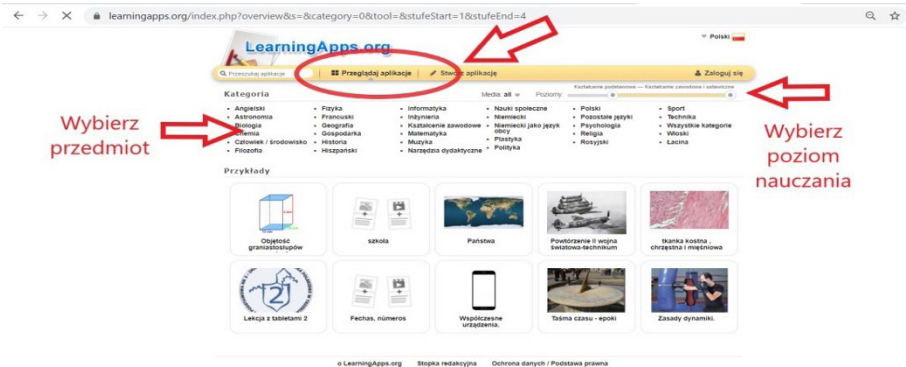 learningapps.org/index.php?overview&s=&category=0&tool=&stufeStart=1&stufeEnd=4
LearningApps.org
Polski
Przeszukaj aplikacje
Przeglądaj aplikacje
Stwórz aplikację
Zaloguj się
Kategoria
Media: all
Poziomy:
Kształcenie podstawowe — Kształcenie zawodowe i ustawiczne
Angielski
Astronomia
Biologia
Chemia
Człowiek / środowisko
Filozofia
Fizyka
Francuski
Geografia
Gospodarka
Historia
Hiszpański
Informatyka
Inżynieria
Kształcenie zawodowe
Matematyka
Muzyka
Narzędzia dydaktyczne
Nauki społeczne
Niemiecki
Niemiecki jako język
obcy
Plastyka
Polityka
Polski
Pozostałe języki
Psychologia
Religia
Rosyjski
Sport
Technika
Wszystkie kategorie
Włoski
Łacina
Wybierz
przedmiot
Wybierz
poziom
nauczania
Przykłady
Objętość
graniastosłupów
szkoła
Państwa
Powtórzenie II wojna
światowa-technikum
tkanka kostna ,
chrzęstna i mięśniowa
2
Lekcja z tabletami 2
Fechas, números
Współczesne
urządzenia.
Taśma czasu - epoki
Zasady dynamiki.
o LearningApps.org
Stopka redakcyjna
Ochrona danych / Podstawa prawna